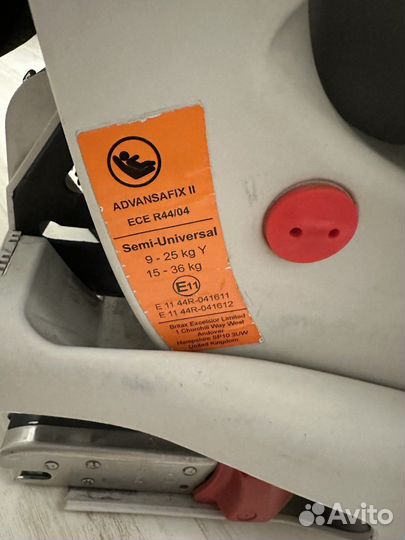 ADVANSAFIX II
ECE R44/04
Semi-Universal
9 - 25 kg Y
15 - 36 kg
E11
E 11 44R-041611
E 11 44R-041612
Britax Excelsior Limited
1 Churchill Way West
Andover
Hampshire SP10 3UW
United Kingdom
Avito